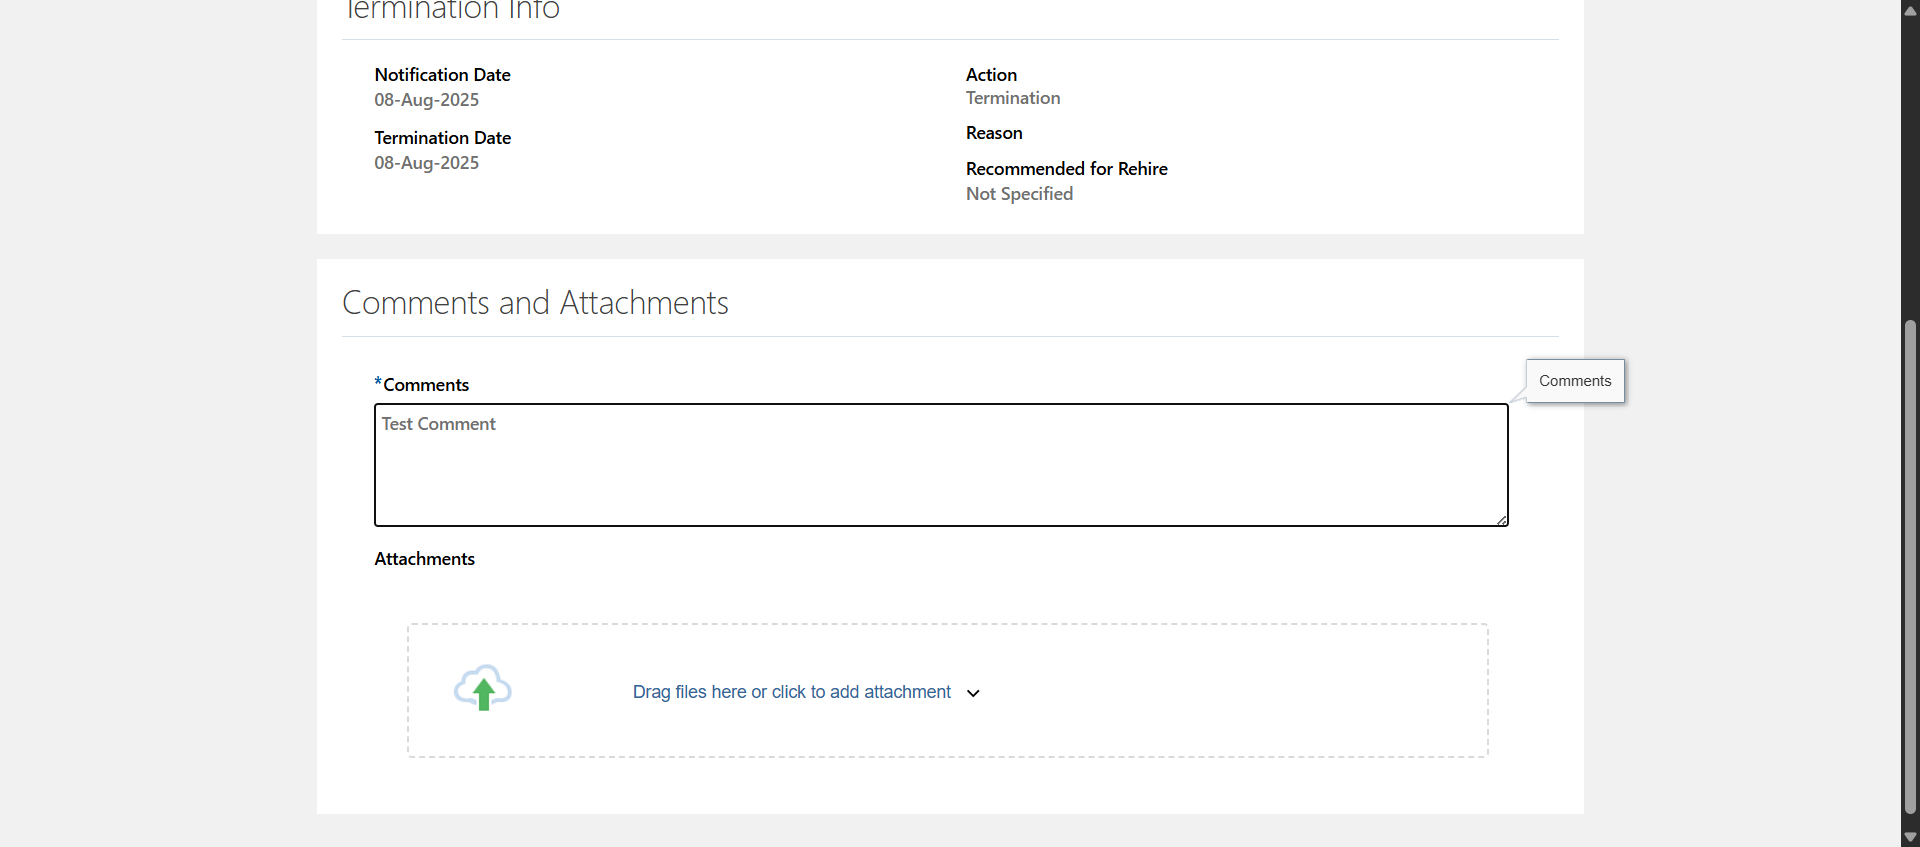 Termination Info
Notification Date
08-Aug-2025
Termination Date
08-Aug-2025
Action
Termination
Reason
Recommended for Rehire
Not Specified
Comments and Attachments
*Comments
Comments
Test Comment
Attachments
Drag files here or click to add attachment